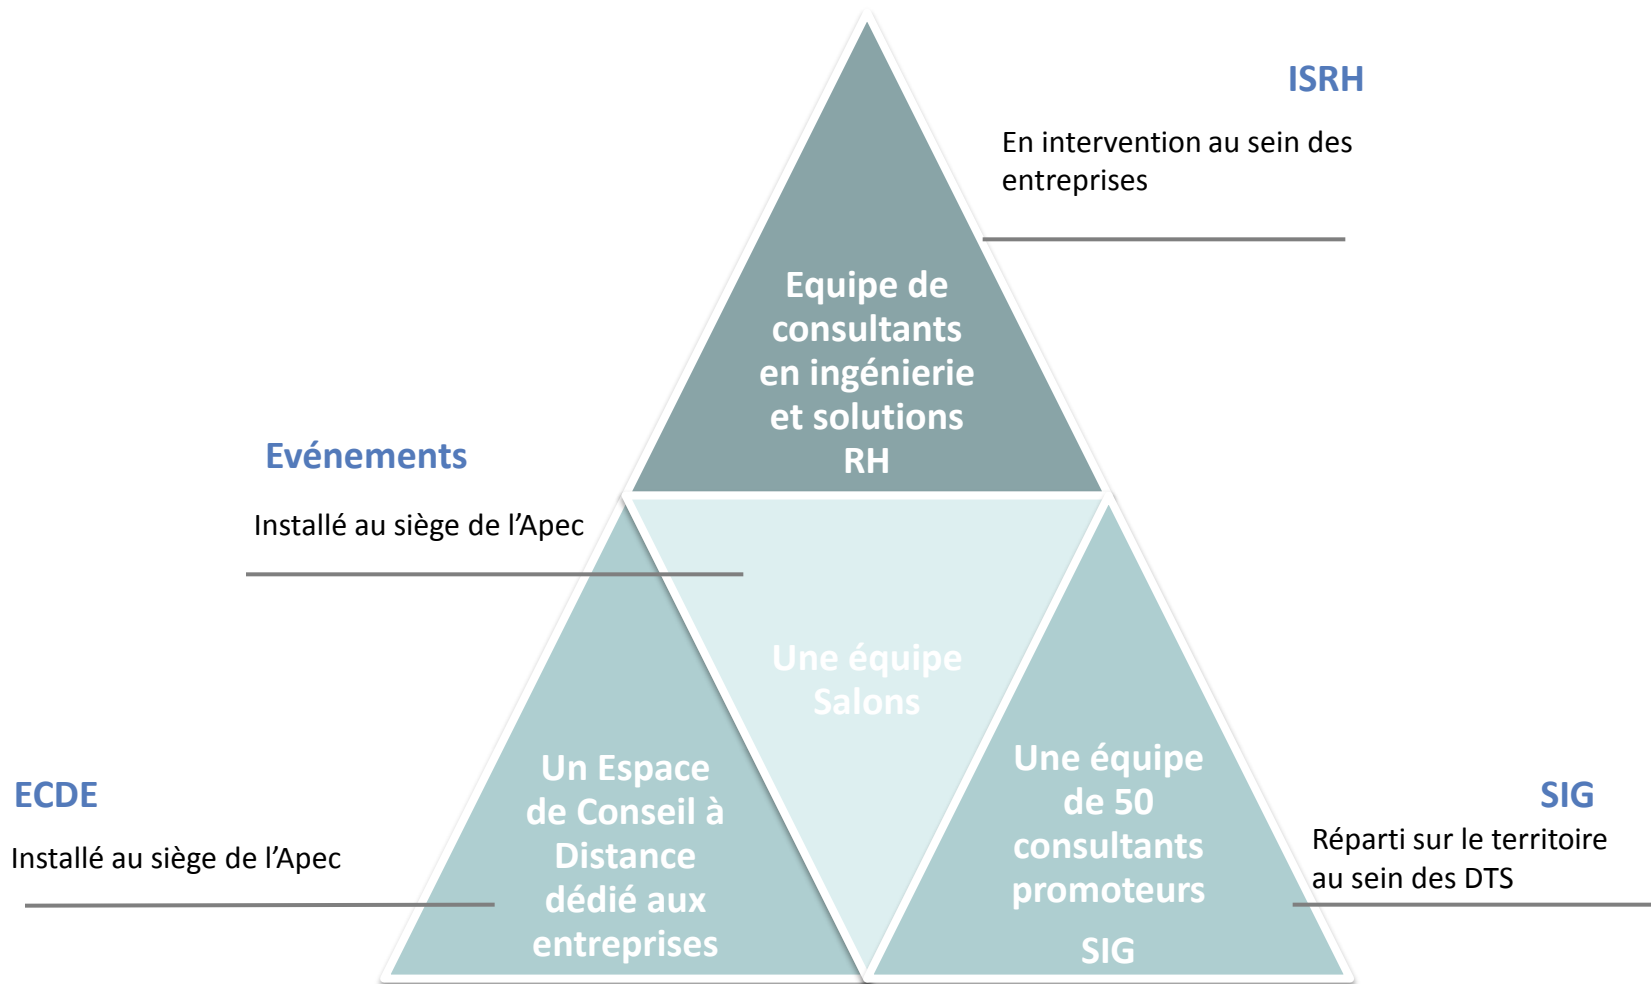 ISRH
En intervention au sein des
entreprises
Equipe de
consultants
en ingénierie
et solutions
RH
Evénements
Installé au siège de l’Apec
Une équipe
Salons
ECDE
Installé au siège de l’Apec
Un Espace
de Conseil à
Distance
dédié aux
entreprises
Une équipe
de 50
consultants
promoteurs
SIG
SIG
Réparti sur le territoire
au sein des DTS